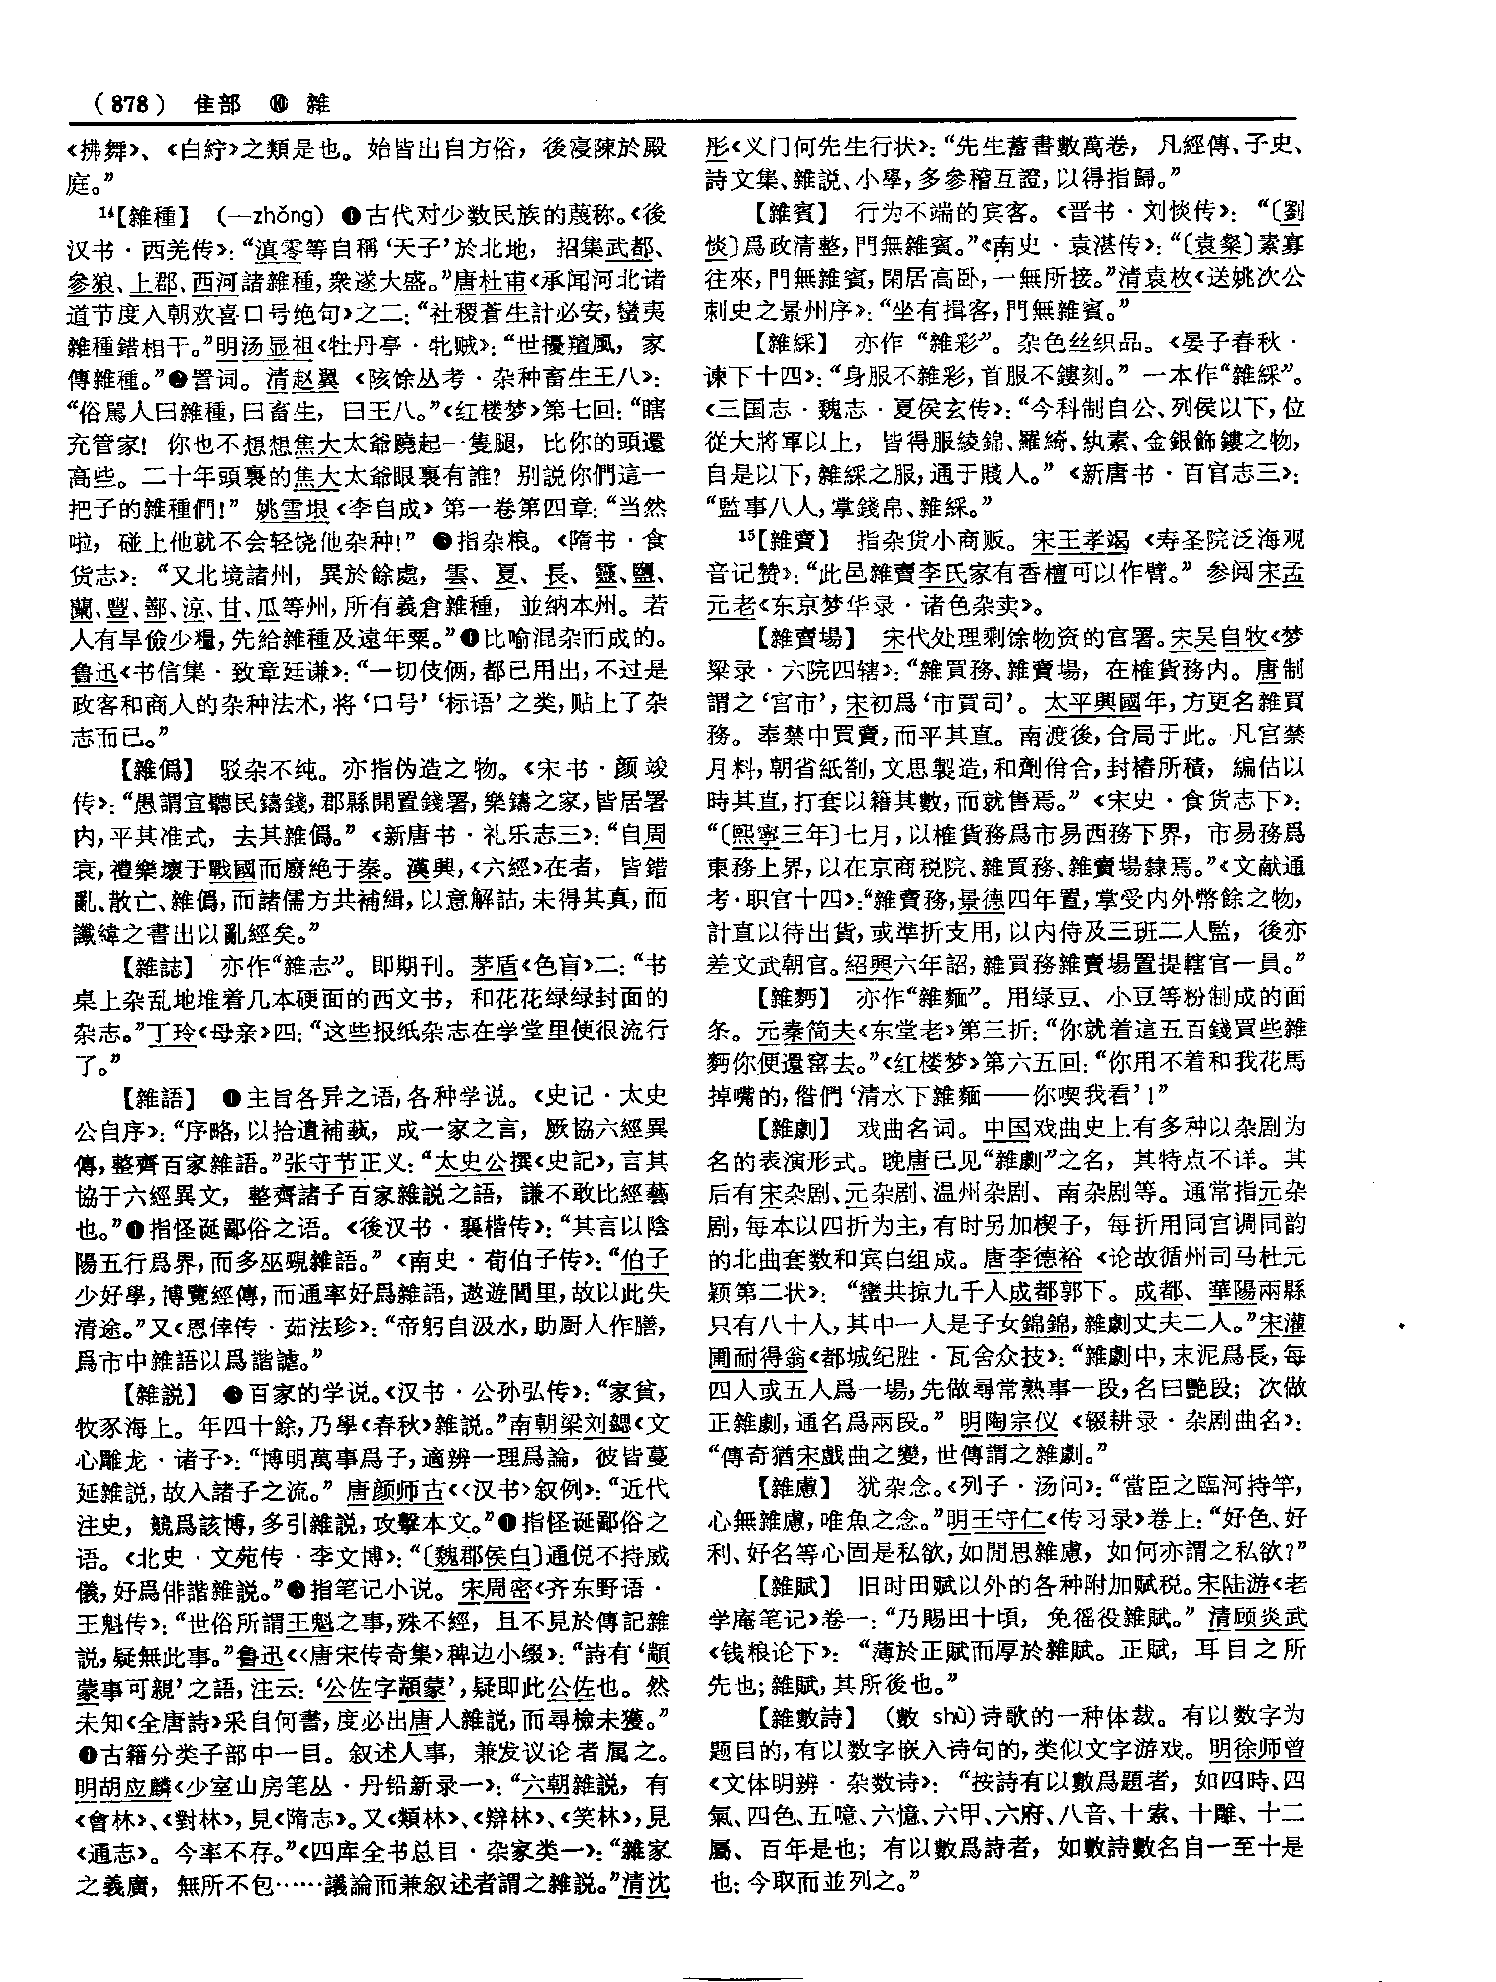 (878) 隹部 ⑩ 雜
《拂舞》、《白紵》之類是也。始皆出自方俗，後寖陳於殿
庭。”
¹⁴【雜種】 (—zhǒng) ❶古代对少数民族的蔑称。《後
汉书·西羌传》：“滇零等自稱‘天子’於北地，招集武都、
參狼、上郡、西河諸雜種，衆遂大盛。”唐杜甫《承闻河北诸
道节度入朝欢喜口号绝句》之二：“社稷蒼生計必安，蠻夷
雜種錯相干。”明汤显祖《牡丹亭·牝贼》：“世擾羶風，家
傳雜種。”❷詈词。清赵翼《陔馀丛考·杂种畜生王八》：
“俗駡人曰雜種，曰畜生，曰王八。”《红楼梦》第七回：“瞎
充管家！你也不想想焦大太爺蹺起一隻腿，比你的頭還
高些。二十年頭裏的焦大太爺眼裏有誰？别説你們這一
把子的雜種們！”姚雪垠《李自成》第一卷第四章：“当然
啦，碰上他就不会轻饶他杂种！”❸指杂粮。《隋书·食
货志》：“又北境諸州，異於餘處，雲、夏、長、靈、鹽、
蘭、豐、鄯、涼、甘、瓜等州，所有義倉雜種，並納本州。若
人有旱儉少糧，先給雜種及遠年粟。”❹比喻混杂而成的。
鲁迅《书信集·致章廷谦》：“一切伎俩，都已用出，不过是
政客和商人的杂种法术，将‘口号’‘标语’之类，贴上了杂
志而已。”
【雜僞】 驳杂不纯。亦指伪造之物。《宋书·颜竣
传》：“愚謂宜聽民鑄錢，郡縣開置錢署，樂鑄之家，皆居署
内，平其准式，去其雜僞。”《新唐书·礼乐志三》：“自周
衰，禮樂壞于戰國而廢絶于秦。漢興，《六經》在者，皆錯
亂、散亡、雜僞，而諸儒方共補緝，以意解詁，未得其真，而
讖緯之書出以亂經矣。”
【雜誌】 亦作“雜志”。即期刊。茅盾《色盲》二：“书
桌上杂乱地堆着几本硬面的西文书，和花花绿绿封面的
杂志。”丁玲《母亲》四：“这些报纸杂志在学堂里便很流行
了。”
【雜語】 ❶主旨各异之语，各种学说。《史记·太史
公自序》：“序略，以拾遺補蓺，成一家之言，厥協六經異
傳，整齊百家雜語。”张守节正义：“太史公撰《史記》，言其
協于六經異文，整齊諸子百家雜説之語，謙不敢比經藝
也。”❷指怪诞鄙俗之语。《後汉书·襄楷传》：“其言以陰
陽五行爲界，而多巫覡雜語。”《南史·荀伯子传》：“伯子
少好學，博覽經傳，而通率好爲雜語，遨遊閭里，故以此失
清途。”又《恩倖传·茹法珍》：“帝躬自汲水，助厨人作膳，
爲市中雜語以爲諧謔。”
【雜説】 ❶百家的学说。《汉书·公孙弘传》：“家貧，
牧豕海上。年四十餘，乃學《春秋》雜説。”南朝梁刘勰《文
心雕龙·诸子》：“博明萬事爲子，適辨一理爲論，彼皆蔓
延雜説，故入諸子之流。”唐颜师古《〈汉书〉叙例》：“近代
注史，競爲該博，多引雜説，攻擊本文。”❷指怪诞鄙俗之
语。《北史·文苑传·李文博》：“〔魏郡侯白〕通侻不持威
儀，好爲俳諧雜説。”❸指笔记小说。宋周密《齐东野语·
王魁传》：“世俗所謂王魁之事，殊不經，且不見於傳記雜
説，疑無此事。”鲁迅《〈唐宋传奇集〉稗边小缀》：“詩有‘顓
蒙事可親’之語，注云：‘公佐字顓蒙’，疑即此公佐也。然
未知《全唐詩》采自何書，度必出唐人雜説，而尋檢未獲。”
❹古籍分类子部中一目。叙述人事，兼发议论者属之。
明胡应麟《少室山房笔丛·丹铅新录一》：“六朝雜説，有
《會林》、《對林》，見《隋志》。又《類林》、《辯林》、《笑林》，見
《通志》。今率不存。”《四库全书总目·杂家类一》：“雜家
之義廣，無所不包……議論而兼叙述者謂之雜説。”清沈
彤《义门何先生行状》：“先生蓄書數萬卷，凡經傳、子史、
詩文集、雜説、小學，多參稽互證，以得指歸。”
【雜賓】 行为不端的宾客。《晋书·刘惔传》：“〔劉
惔〕爲政清整，門無雜賓。”《南史·袁湛传》：“〔袁粲〕素寡
往來，門無雜賓，閑居高卧，一無所接。”清袁枚《送姚次公
刺史之景州序》：“坐有揖客，門無雜賓。”
【雜綵】 亦作“雜彩”。杂色丝织品。《晏子春秋·
谏下十四》：“身服不雜彩，首服不鏤刻。”一本作“雜綵”。
《三国志·魏志·夏侯玄传》：“今科制自公、列侯以下，位
從大將軍以上，皆得服綾錦、羅綺、紈素、金銀飾鏤之物，
自是以下，雜綵之服，通于賤人。”《新唐书·百官志三》：
“監事八人，掌錢帛、雜綵。”
¹⁵【雜賣】 指杂货小商贩。宋王孝竭《寿圣院泛海观
音记赞》：“此邑雜賣李氏家有香檀可以作臂。”参阅宋孟
元老《东京梦华录·诸色杂卖》。
【雜賣場】 宋代处理剩馀物资的官署。宋吴自牧《梦
粱录·六院四辖》：“雜買務、雜賣場，在榷貨務内。唐制
謂之‘宫市’，宋初爲‘市買司’。太平興國年，方更名雜買
務。奉禁中買賣，而平其直。南渡後，合局于此。凡宫禁
月料，朝省紙劄，文思製造，和劑佾合，封樁所積，編估以
時其直，打套以籍其數，而就售焉。”《宋史·食货志下》：
“〔熙寧三年〕七月，以榷貨務爲市易西務下界，市易務爲
東務上界，以在京商税院、雜買務、雜賣場隸焉。”《文献通
考·职官十四》：“雜賣務，景德四年置，掌受内外幣餘之物，
計直以待出貨，或準折支用，以内侍及三班二人監，後亦
差文武朝官。紹興六年詔，雜買務雜賣場置提轄官一員。”
【雜麪】 亦作“雜麵”。用绿豆、小豆等粉制成的面
条。元秦简夫《东堂老》第三折：“你就着這五百錢買些雜
麪你便還窰去。”《红楼梦》第六五回：“你用不着和我花馬
掉嘴的，偺們‘清水下雜麵——你喫我看’！”
【雜劇】 戏曲名词。中国戏曲史上有多种以杂剧为
名的表演形式。晚唐已见“雜劇”之名，其特点不详。其
后有宋杂剧、元杂剧、温州杂剧、南杂剧等。通常指元杂
剧，每本以四折为主，有时另加楔子，每折用同宫调同韵
的北曲套数和宾白组成。唐李德裕《论故循州司马杜元
颖第二状》：“蠻共掠九千人成都郭下。成都、華陽兩縣
只有八十人，其中一人是子女錦錦，雜劇丈夫二人。”宋灌
圃耐得翁《都城纪胜·瓦舍众技》：“雜劇中，末泥爲長，每
四人或五人爲一場，先做尋常熟事一段，名曰艷段；次做
正雜劇，通名爲兩段。”明陶宗仪《辍耕录·杂剧曲名》：
“傳奇猶宋戲曲之變，世傳謂之雜劇。”
【雜慮】 犹杂念。《列子·汤问》：“當臣之臨河持竿，
心無雜慮，唯魚之念。”明王守仁《传习录》卷上：“好色、好
利、好名等心固是私欲，如閒思雜慮，如何亦謂之私欲？”
【雜賦】 旧时田赋以外的各种附加赋税。宋陆游《老
学庵笔记》卷一：“乃賜田十頃，免徭役雜賦。”清顾炎武
《钱粮论下》：“薄於正賦而厚於雜賦。正賦，耳目之所
先也；雜賦，其所後也。”
【雜數詩】 (數 shù)诗歌的一种体裁。有以数字为
题目的，有以数字嵌入诗句的，类似文字游戏。明徐师曾
《文体明辨·杂数诗》：“按詩有以數爲題者，如四時、四
氣、四色、五噫、六憶、六甲、六府、八音、十索、十離、十二
屬、百年是也；有以數爲詩者，如數詩數名自一至十是
也；今取而並列之。”